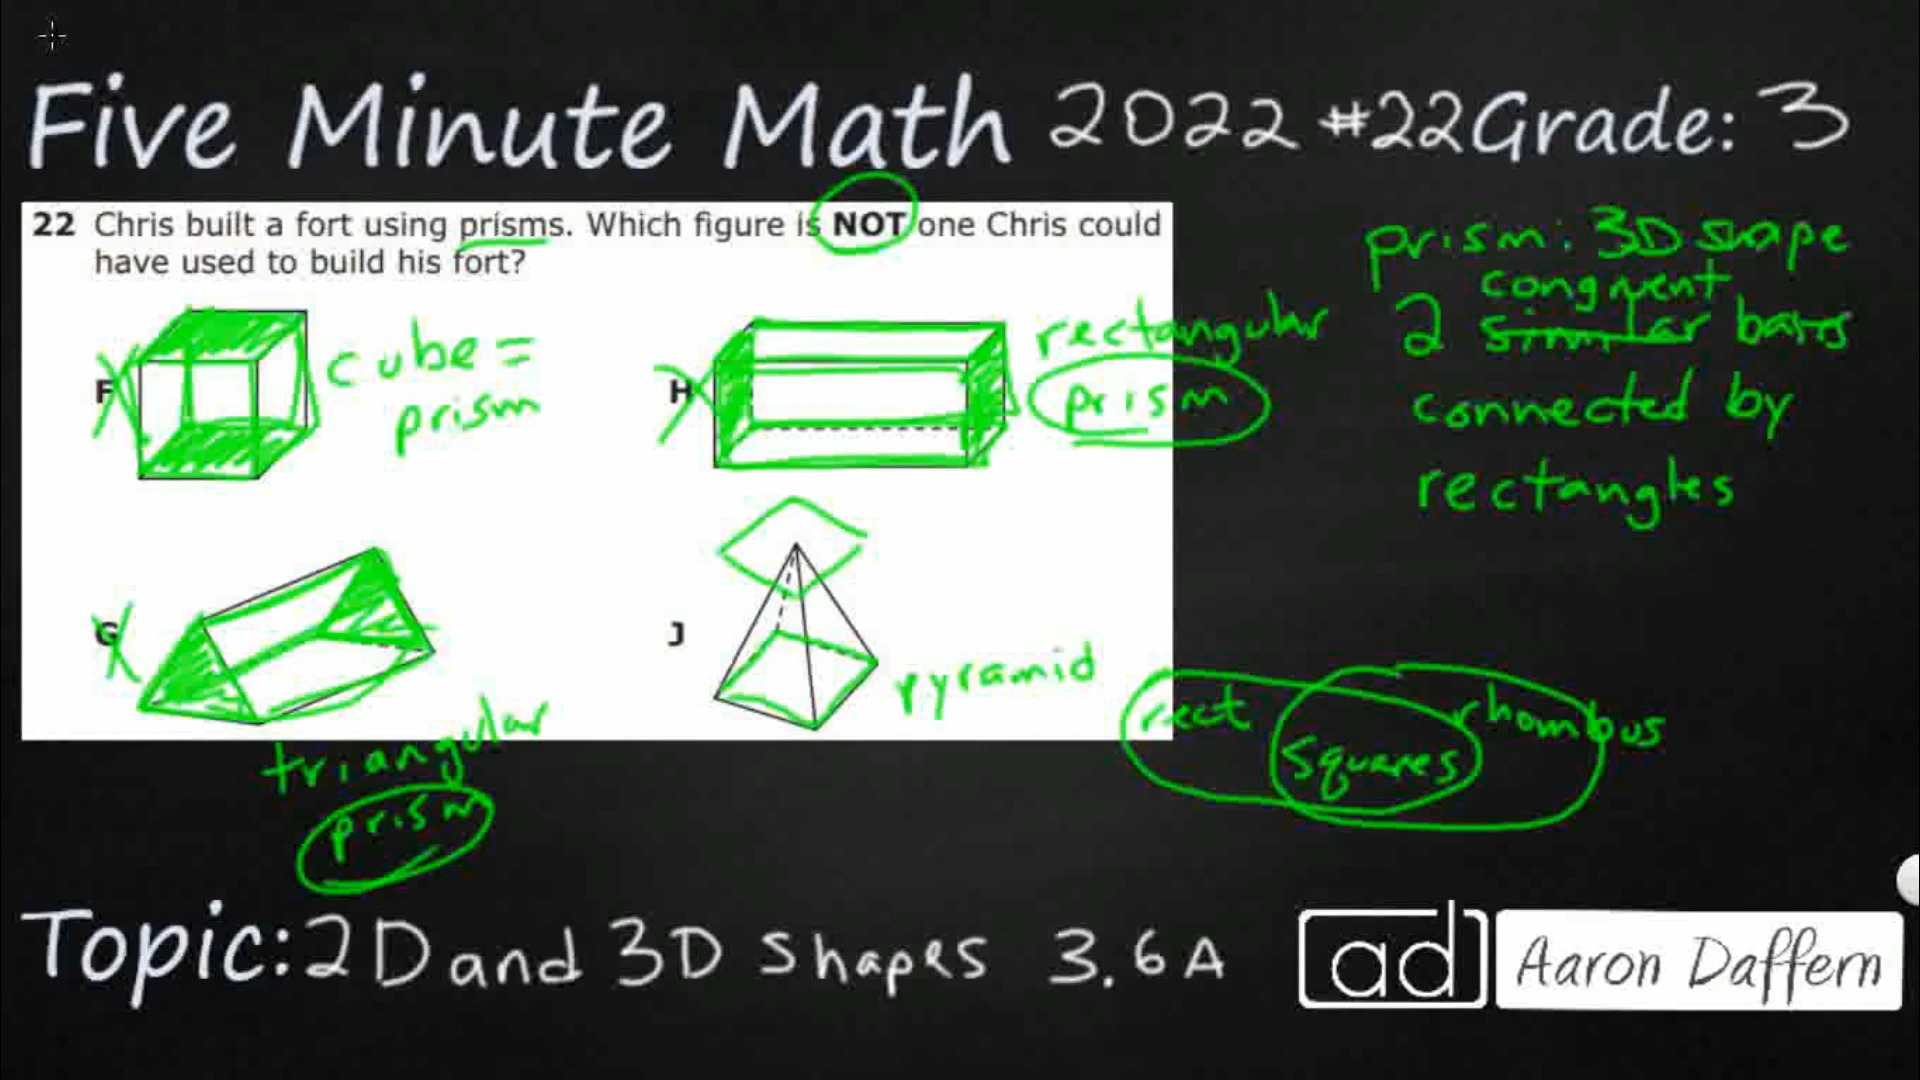 Five Minute Math 2022 #22 Grade: 3
22 Chris built a fort using prisms. Which figure is NOT one Chris could
have used to build his fort?
prism: 3D shape
congruent
2 similar bases
connected by
rectangles
F
cube =
prism
H
rectangular
prism
G
triangular
prism
J
pyramid
rect
squares
rhombus
Topic: 2D and 3D Shapes 3.6A
ad Aaron Daffern